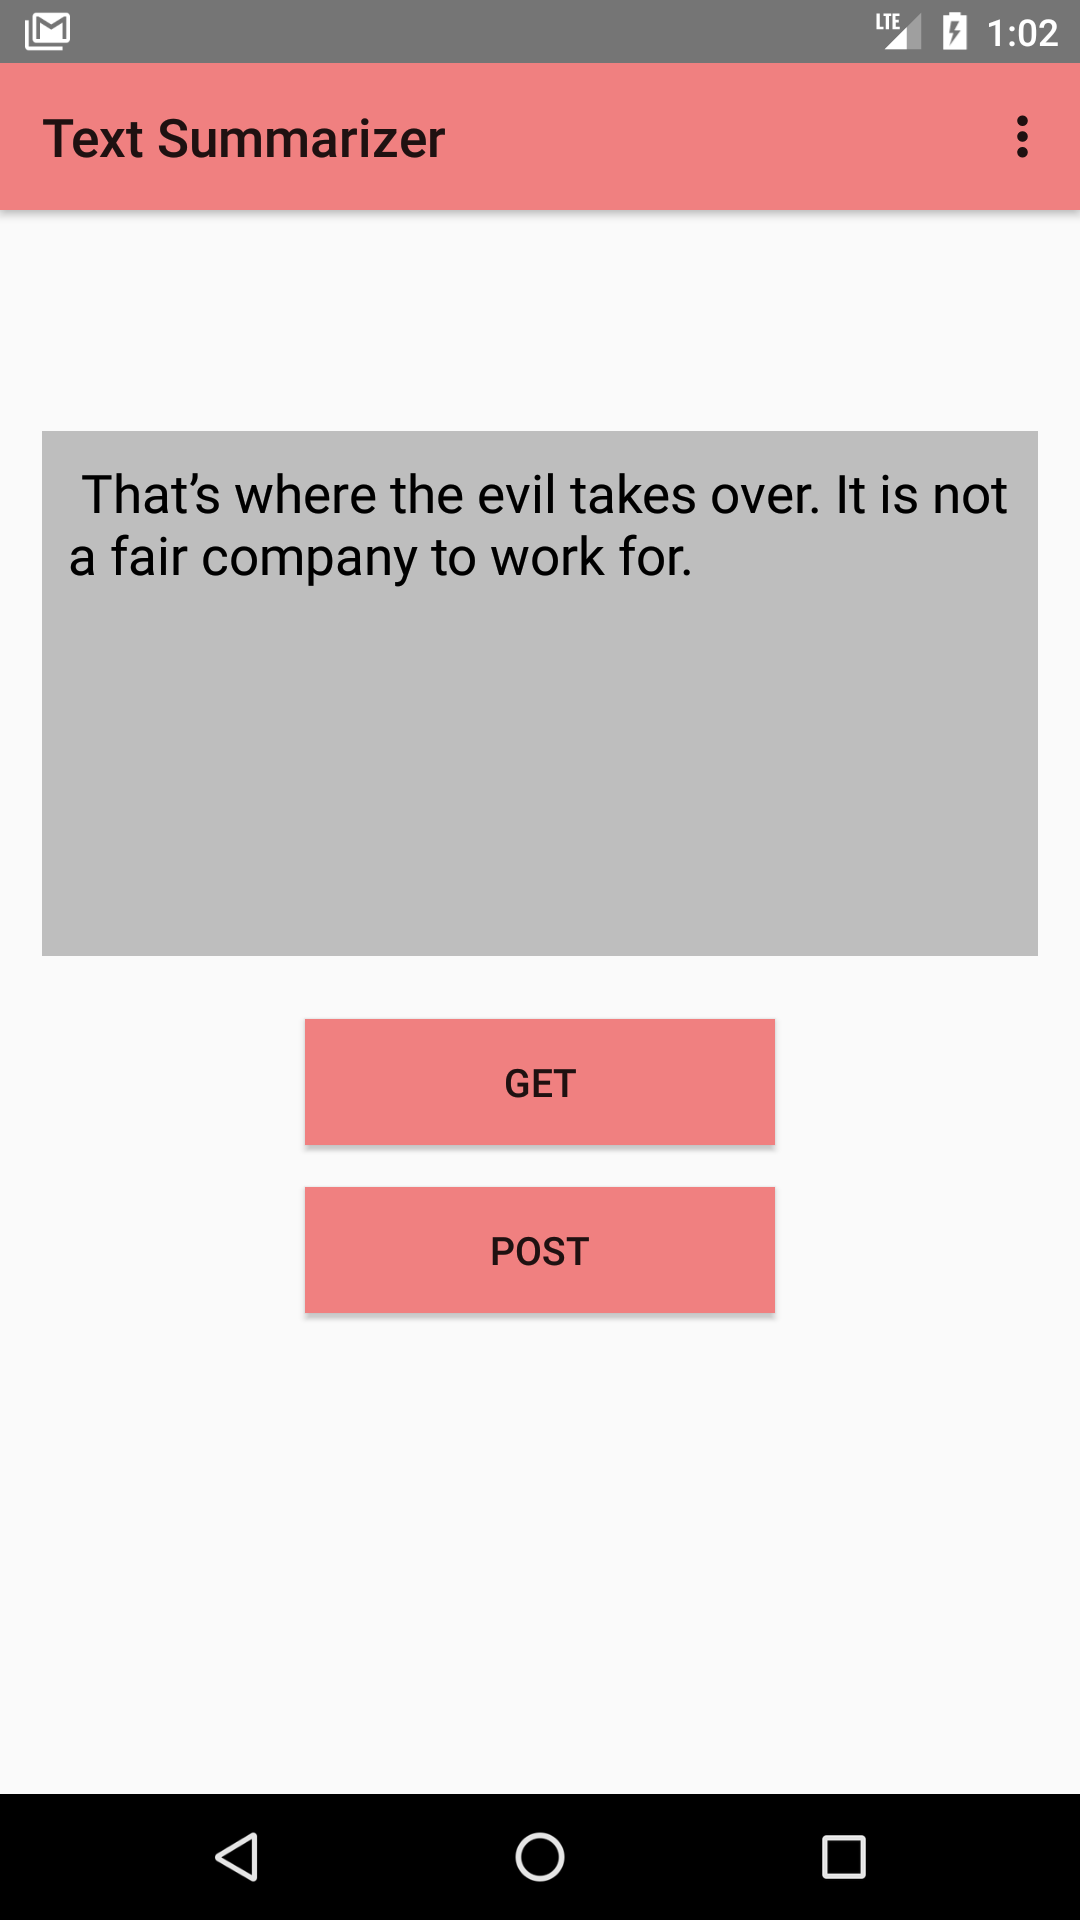 LTE 1:02
Text Summarizer
That’s where the evil takes over. It is not
a fair company to work for.
GET
POST